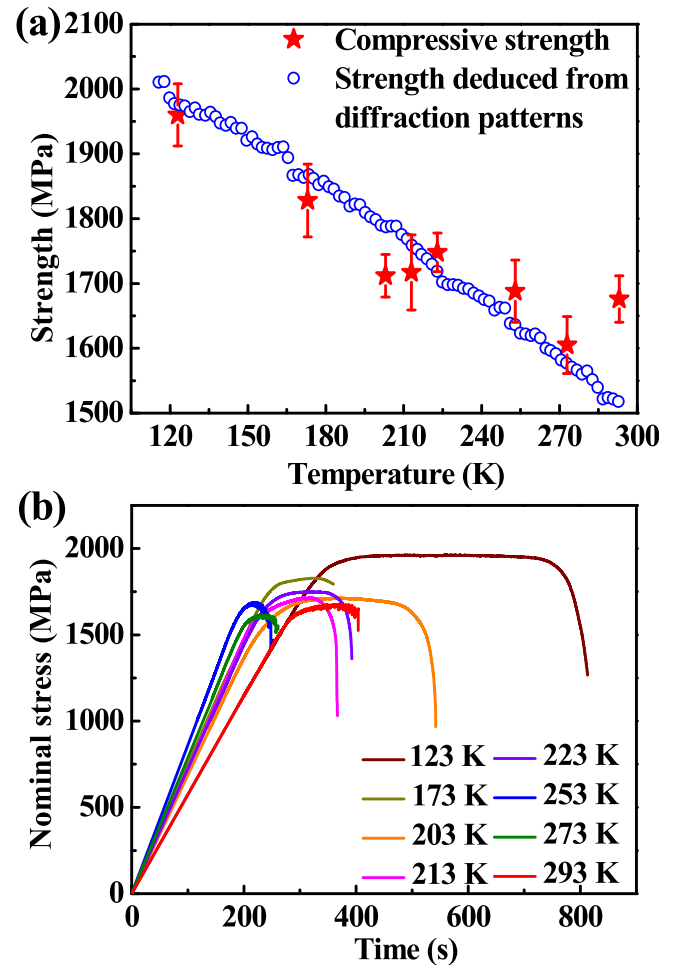 (a)
2100
2000
1900
1800
1700
1600
1500
Strength (MPa)
Compressive strength
Strength deduced from
diffraction patterns
120 150 180 210 240 270 300
Temperature (K)
(b)
2000
1500
1000
500
0
Nominal stress (MPa)
123 K 223 K
173 K 253 K
203 K 273 K
213 K 293 K
0 200 400 600 800
Time (s)